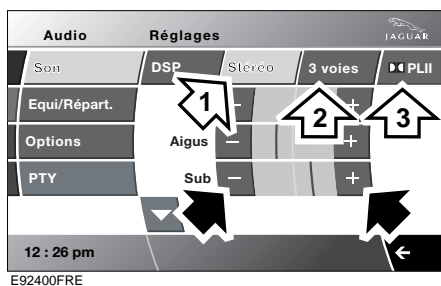 Audio Réglages JAGUAR
Son DSP Stéréo 3 voies PLII
Equi/Répart. 1 - 2 + 3
Options Aigus - +
PTY Sub - +
12 : 26 pm
E92400FRE